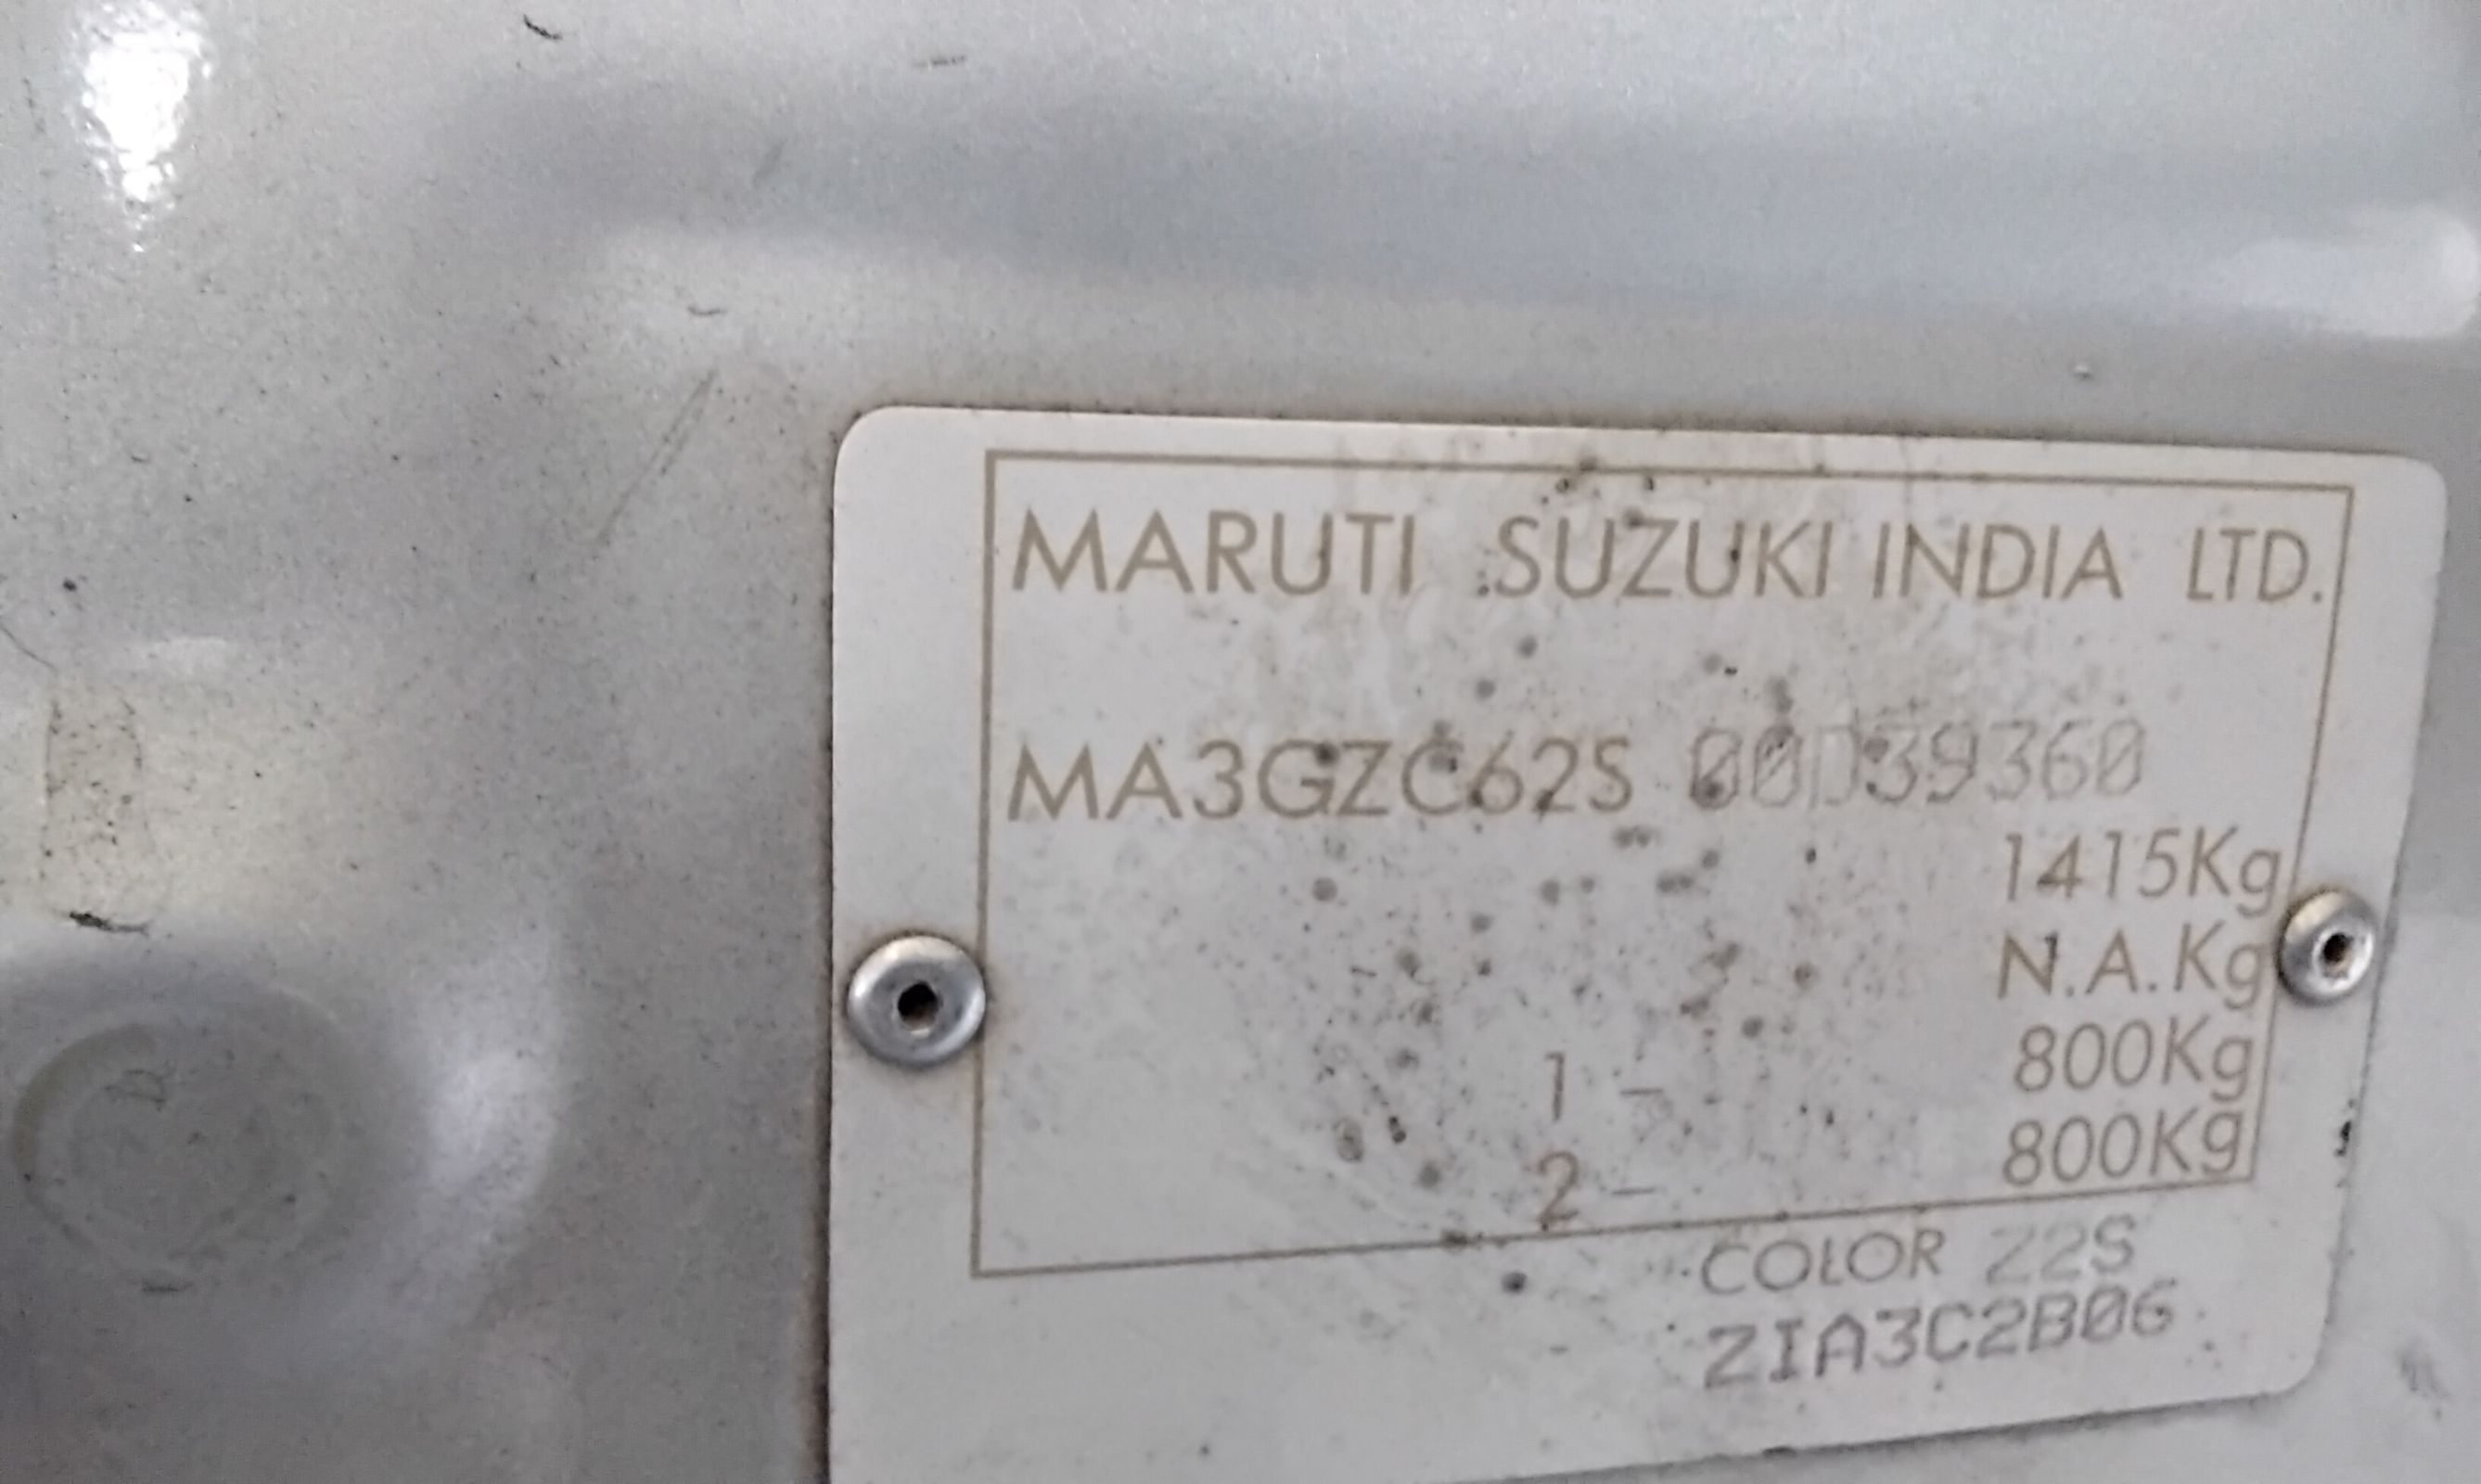 MARUTI SUZUKI INDIA LTD.
MA3GZC62S 00D39360
1415Kg
N.A.Kg
1 - 800Kg
2 - 800Kg
COLOR Z2S
ZIA3C2B06